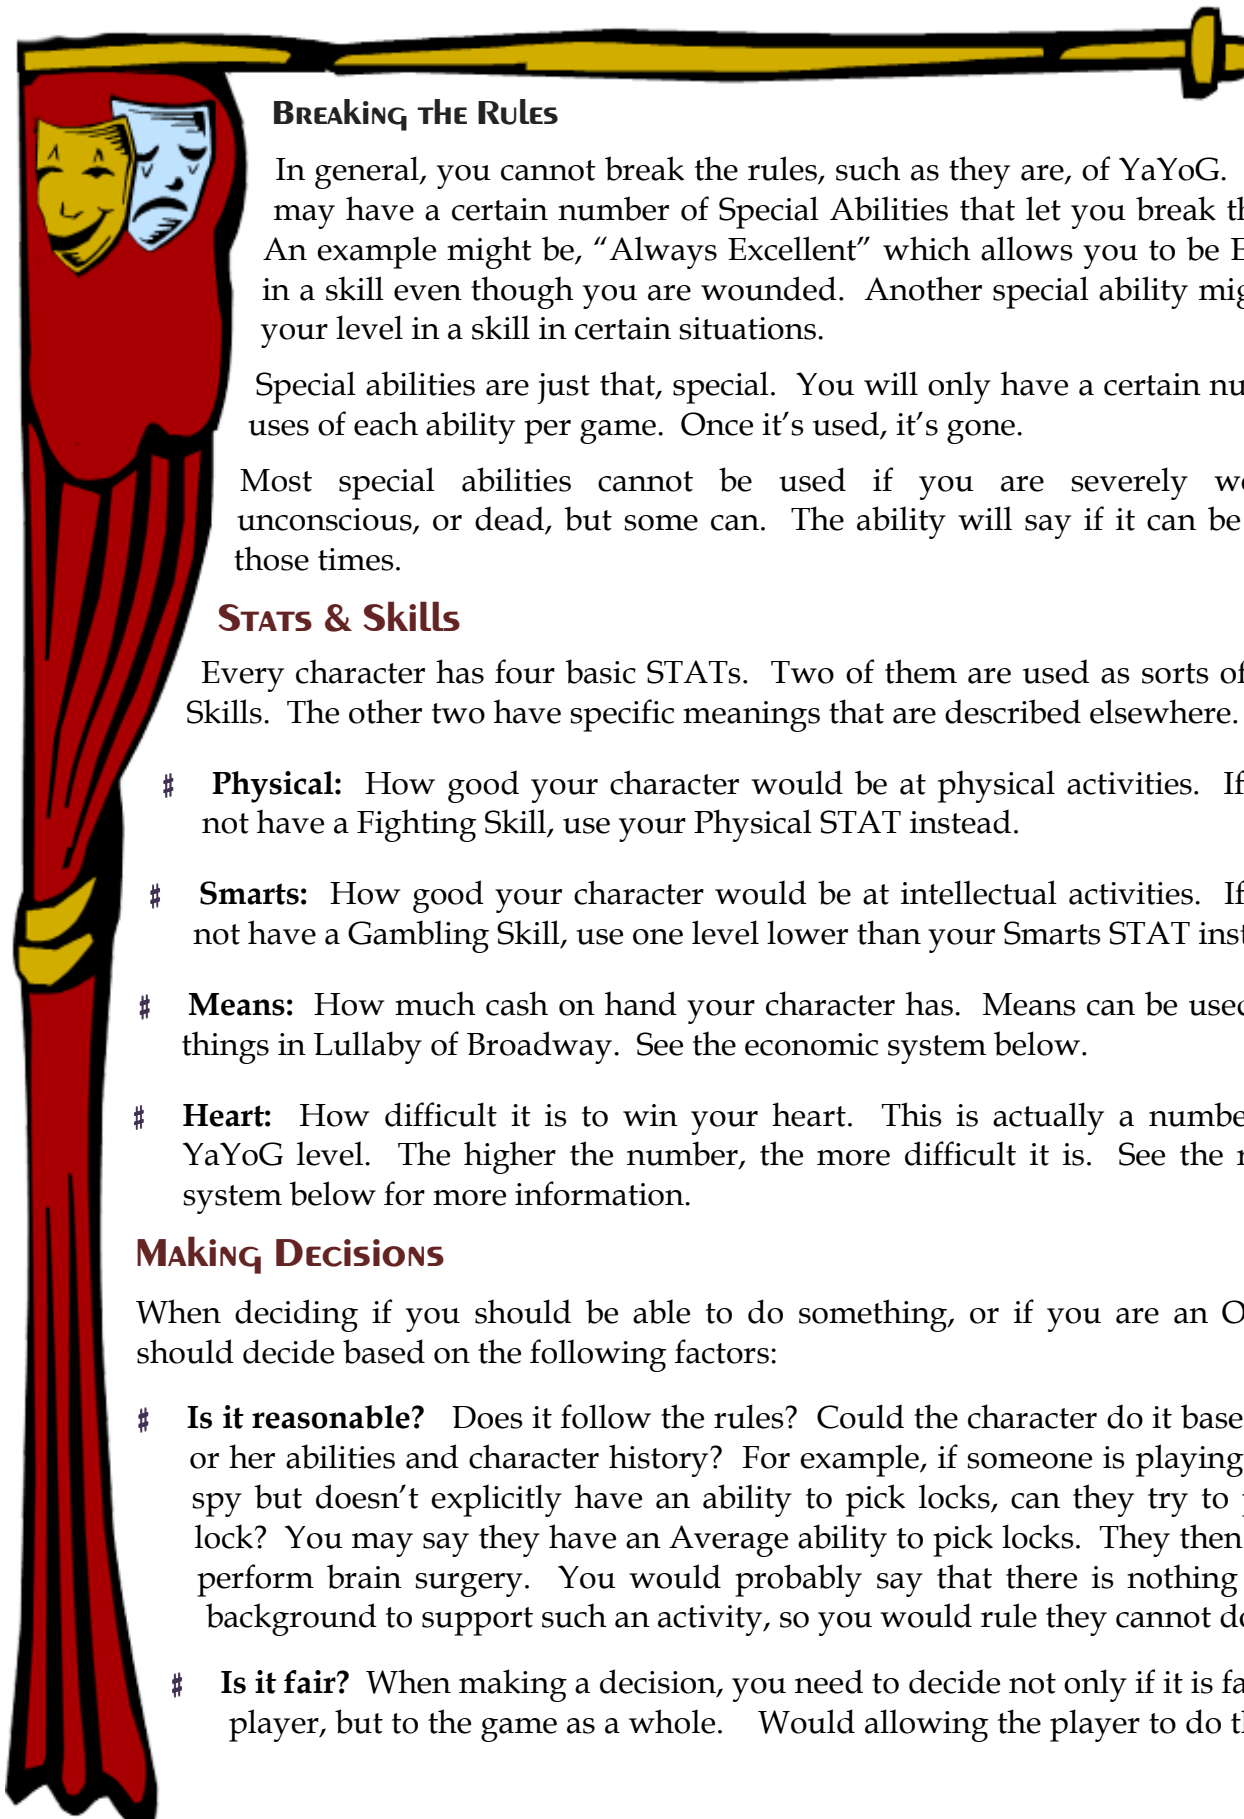 Breaking the Rules
In general, you cannot break the rules, such as they are, of YaYoG.
may have a certain number of Special Abilities that let you break
An example might be, “Always Excellent” which allows you to be
in a skill even though you are wounded. Another special ability
your level in a skill in certain situations.
Special abilities are just that, special. You will only have a certain
uses of each ability per game. Once it’s used, it’s gone.
Most special abilities cannot be used if you are severely
unconscious, or dead, but some can. The ability will say if it can be
those times.
Stats & Skills
Every character has four basic STATs. Two of them are used as sorts of
Skills. The other two have specific meanings that are described elsewhere.
# Physical: How good your character would be at physical activities. If
not have a Fighting Skill, use your Physical STAT instead.
# Smarts: How good your character would be at intellectual activities. If
not have a Gambling Skill, use one level lower than your Smarts STAT
# Means: How much cash on hand your character has. Means can be used
things in Lullaby of Broadway. See the economic system below.
# Heart: How difficult it is to win your heart. This is actually a number
YaYoG level. The higher the number, the more difficult it is. See the
system below for more information.
Making Decisions
When deciding if you should be able to do something, or if you are an
should decide based on the following factors:
# Is it reasonable? Does it follow the rules? Could the character do it
or her abilities and character history? For example, if someone is playing
spy but doesn’t explicitly have an ability to pick locks, can they try to
lock? You may say they have an Average ability to pick locks. They then
perform brain surgery. You would probably say that there is nothing
background to support such an activity, so you would rule they cannot
# Is it fair? When making a decision, you need to decide not only if it is
player, but to the game as a whole. Would allowing the player to do